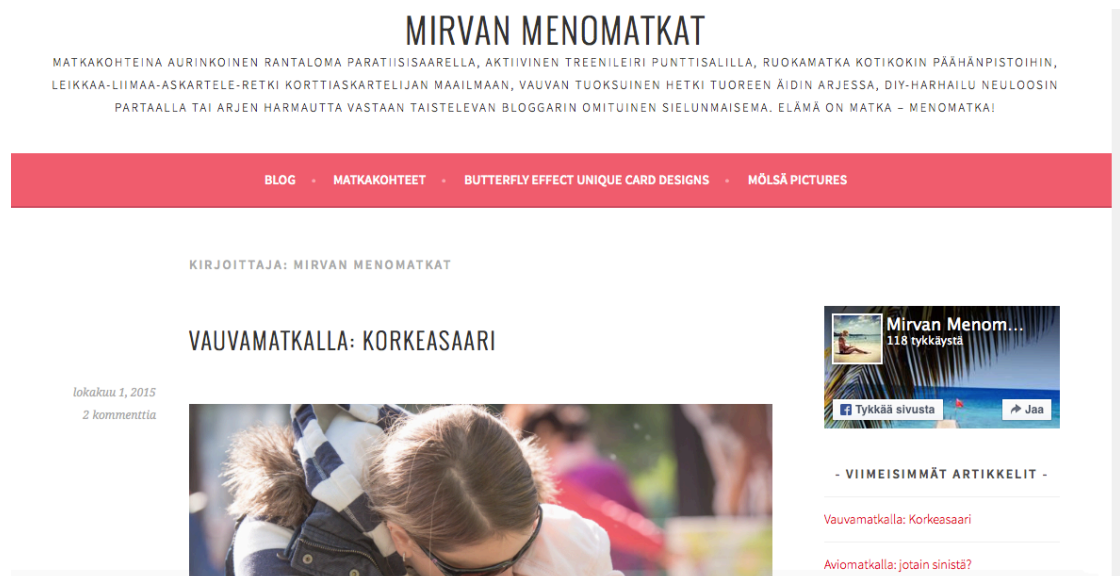 MIRVAN MENOMATKAT
MATKAKOHTEINA AURINKOINEN RANTALOMA PARATIISISAARELLA, AKTIIVINEN TREENILEIRI PUNTTISALILLA, RUOKAMATKA KOTIKOKIN PÄÄHÄNPISTOIHIN,
LEIKKAA-LIIMAA-ASKARTELE-RETKI KORTTIASKARTELIJAN MAAILMAAN, VAUVAN TUOKSUINEN HETKI TUOREEN ÄIDIN ARJESSA, DIY-HARHAILU NEULOOSIN
PARTAALLA TAI ARJEN HARMAUTTA VASTAAN TAISTELEVAN BLOGGARIN OMITUINEN SIELUNMAISEMA. ELÄMÄ ON MATKA – MENOMATKA!
BLOG • MATKAKOHTEET • BUTTERFLY EFFECT UNIQUE CARD DESIGNS • MÖLSÄ PICTURES
KIRJOITTAJA: MIRVAN MENOMATKAT
VAUVAMATKALLA: KORKEASAARI
lokakuu 1, 2015
2 kommenttia
Mirvan Menom...
118 tykkäystä
Tykkää sivusta
Jaa
- VIIMEISIMMÄT ARTIKKELIT -
Vauvamatkalla: Korkeasaari
Aviomatkalla: jotain sinistä?